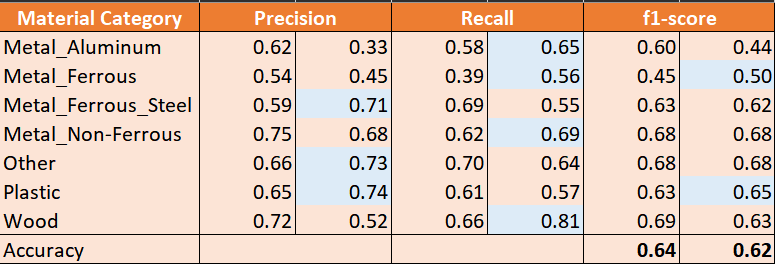 Material Category Precision Recall f1-score
Metal_Aluminum 0.62 0.33 0.58 0.65 0.60 0.44
Metal_Ferrous 0.54 0.45 0.39 0.56 0.45 0.50
Metal_Ferrous_Steel 0.59 0.71 0.69 0.55 0.63 0.62
Metal_Non-Ferrous 0.75 0.68 0.62 0.69 0.68 0.68
Other 0.66 0.73 0.70 0.64 0.68 0.68
Plastic 0.65 0.74 0.61 0.57 0.63 0.65
Wood 0.72 0.52 0.66 0.81 0.69 0.63
Accuracy 0.64 0.62